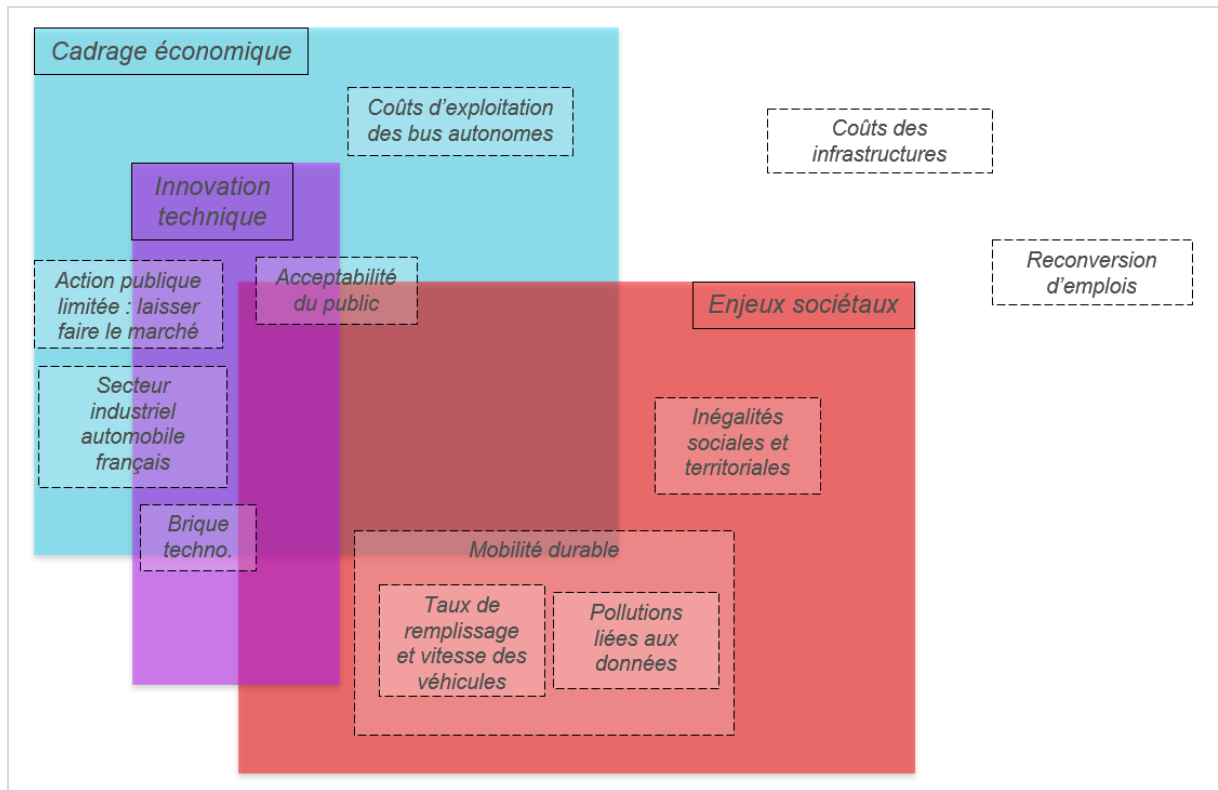 Cadrage économique
Coûts d’exploitation
des bus autonomes
Coûts des
infrastructures
Innovation
technique
Action publique
limitée : laisser
faire le marché
Acceptabilité
du public
Reconversion
d’emplois
Enjeux sociétaux
Secteur
industriel
automobile
français
Inégalités
sociales et
territoriales
Brique
techno.
Mobilité durable
Taux de
remplissage
et vitesse des
véhicules
Pollutions
liées aux
données